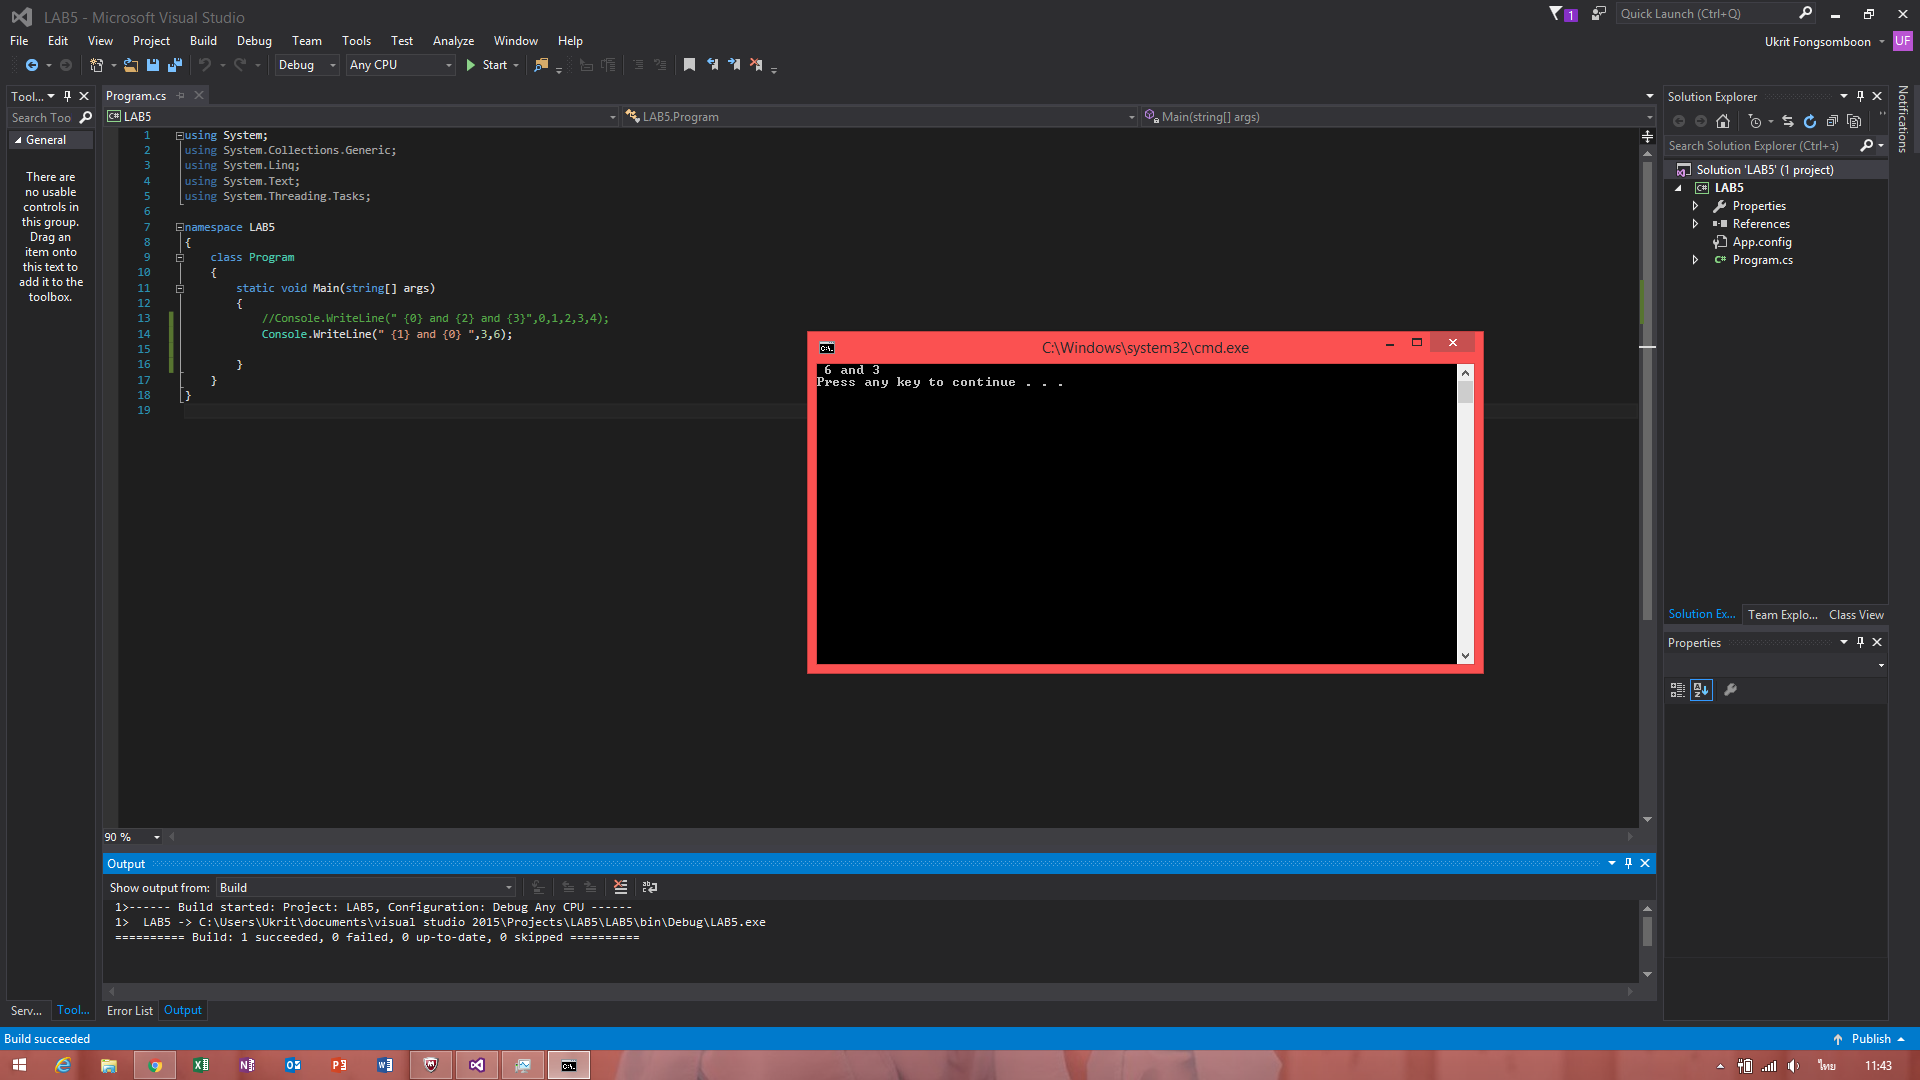 LAB5 - Microsoft Visual Studio
1
Quick Launch (Ctrl+Q)
File Edit View Project Build Debug Team Tools Test Analyze Window Help
Ukrit Fongsomboon UF
Debug Any CPU Start
Tool...
Search Too
General
There are
no usable
controls in
this group.
Drag an
item onto
this text to
add it to the
toolbox.
Program.cs
C# LAB5
LAB5.Program
Main(string[] args)
1 using System;
2 using System.Collections.Generic;
3 using System.Linq;
4 using System.Text;
5 using System.Threading.Tasks;
6
7 namespace LAB5
8 {
9 class Program
10 {
11 static void Main(string[] args)
12 {
13 //Console.WriteLine(" {0} and {2} and {3}",0,1,2,3,4);
14 Console.WriteLine(" {1} and {0} ",3,6);
15
16 }
17 }
18 }
19
C:\Windows\system32\cmd.exe
6 and 3
Press any key to continue . . .
Solution Explorer
Search Solution Explorer (Ctrl+ว)
Solution 'LAB5' (1 project)
C# LAB5
Properties
References
App.config
C# Program.cs
Notifications
Solution Ex... Team Explo... Class View
Properties
90 %
Output
Show output from: Build
1>------ Build started: Project: LAB5, Configuration: Debug Any CPU ------
1> LAB5 -> C:\Users\Ukrit\documents\visual studio 2015\Projects\LAB5\LAB5\bin\Debug\LAB5.exe
========== Build: 1 succeeded, 0 failed, 0 up-to-date, 0 skipped ==========
Serv... Tool... Error List Output
Build succeeded
Publish
ไทย
11:43